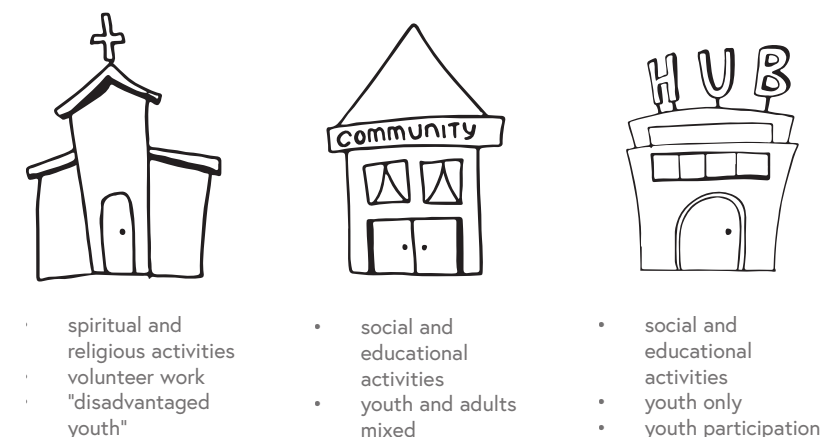 COMMUNITY
HUB
• spiritual and
religious activities
• volunteer work
• "disadvantaged
youth"
• social and
educational
activities
• youth and adults
mixed
• social and
educational
activities
• youth only
• youth participation